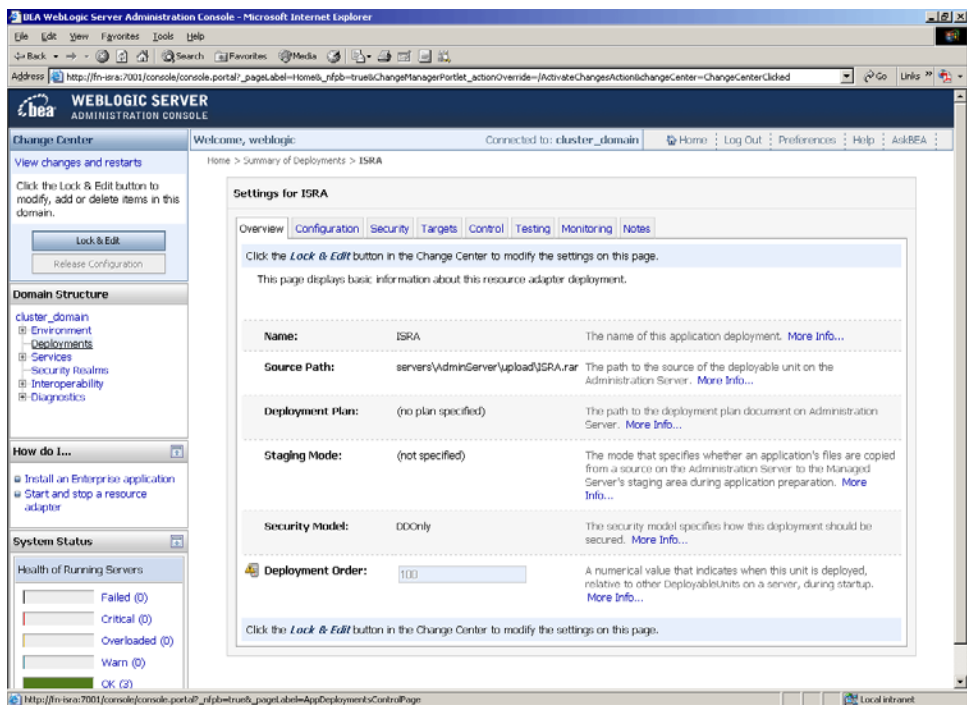 BEA WebLogic Server Administration Console - Microsoft Internet Explorer
File Edit View Favorites Tools Help
Back Search Favorites Media
Address http://fn-isra:7001/console/console.portal?_pageLabel=Home&_nfpb=true&ChangeManagerPortlet_actionOverride=/ActivateChangesAction&changeCenter=ChangeCenterClicked Go Links »
bea WEBLOGIC SERVER
ADMINISTRATION CONSOLE
Change Center
View changes and restarts
Click the Lock & Edit button to
modify, add or delete items in this
domain.
Lock & Edit
Release Configuration
Domain Structure
cluster_domain
Environment
Deployments
Services
Security Realms
Interoperability
Diagnostics
How do I...
Install an Enterprise application
Start and stop a resource
adapter
System Status
Health of Running Servers
Failed (0)
Critical (0)
Overloaded (0)
Warn (0)
OK (3)
Welcome, weblogic Connected to: cluster_domain Home Log Out Preferences Help AskBEA
Home > Summary of Deployments > ISRA
Settings for ISRA
Overview Configuration Security Targets Control Testing Monitoring Notes
Click the Lock & Edit button in the Change Center to modify the settings on this page.
This page displays basic information about this resource adapter deployment.
Name: ISRA The name of this application deployment. More Info...
Source Path: servers\AdminServer\upload\ISRA.rar The path to the source of the deployable unit on the
Administration Server. More Info...
Deployment Plan: (no plan specified) The path to the deployment plan document on Administration
Server. More Info...
Staging Mode: (not specified) The mode that specifies whether an application's files are copied
from a source on the Administration Server to the Managed
Server's staging area during application preparation. More
Info...
Security Model: DDOnly The security model specifies how this deployment should be
secured. More Info...
Deployment Order: 100 A numerical value that indicates when this unit is deployed,
relative to other DeployableUnits on a server, during startup.
More Info...
Click the Lock & Edit button in the Change Center to modify the settings on this page.
http://fn-isra:7001/console/console.portal?_nfpb=true&_pageLabel=AppDeploymentsControlPage Local intranet